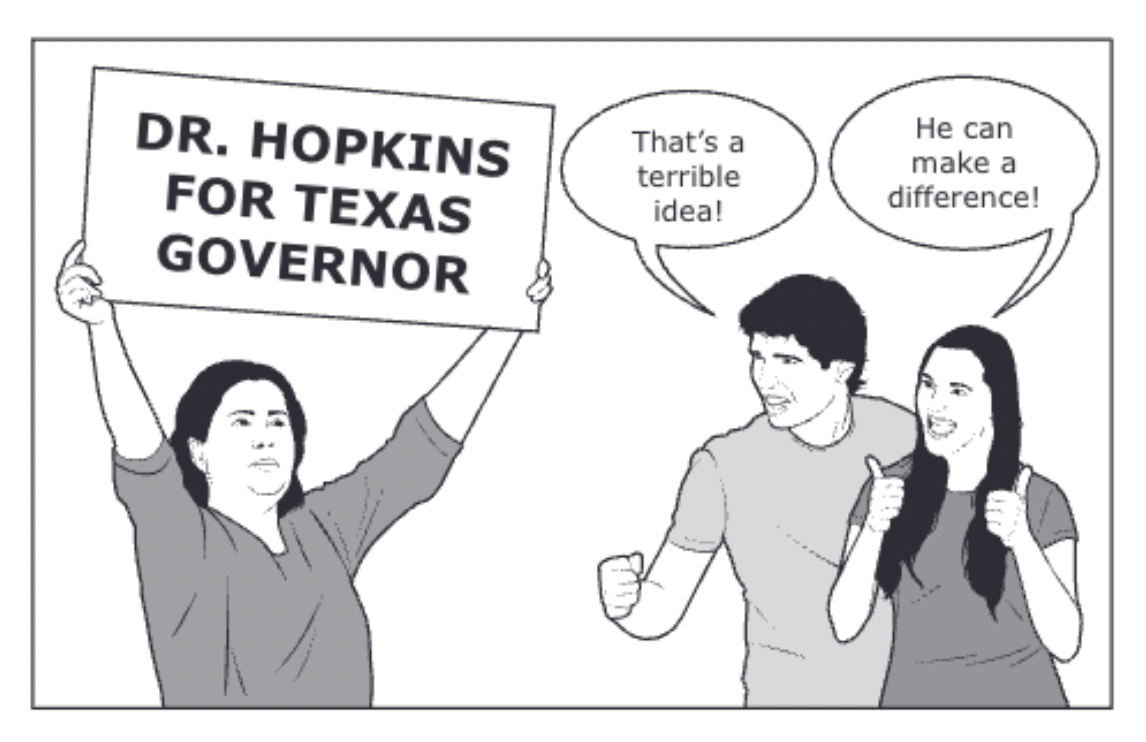 DR. HOPKINS
FOR TEXAS
GOVERNOR
That’s a
terrible
idea!
He can
make a
difference!